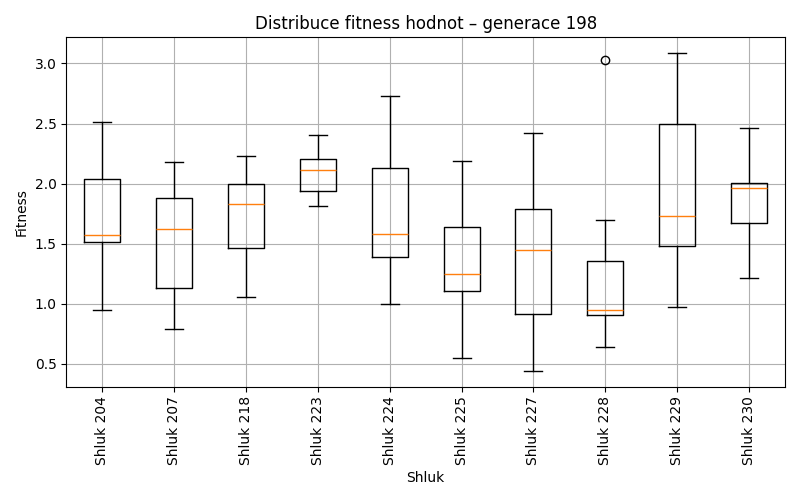 Distribuce fitness hodnot – generace 198
Fitness
3.0
2.5
2.0
1.5
1.0
0.5
Shluk 204
Shluk 207
Shluk 218
Shluk 223
Shluk 224
Shluk 225
Shluk 227
Shluk 228
Shluk 229
Shluk 230
Shluk